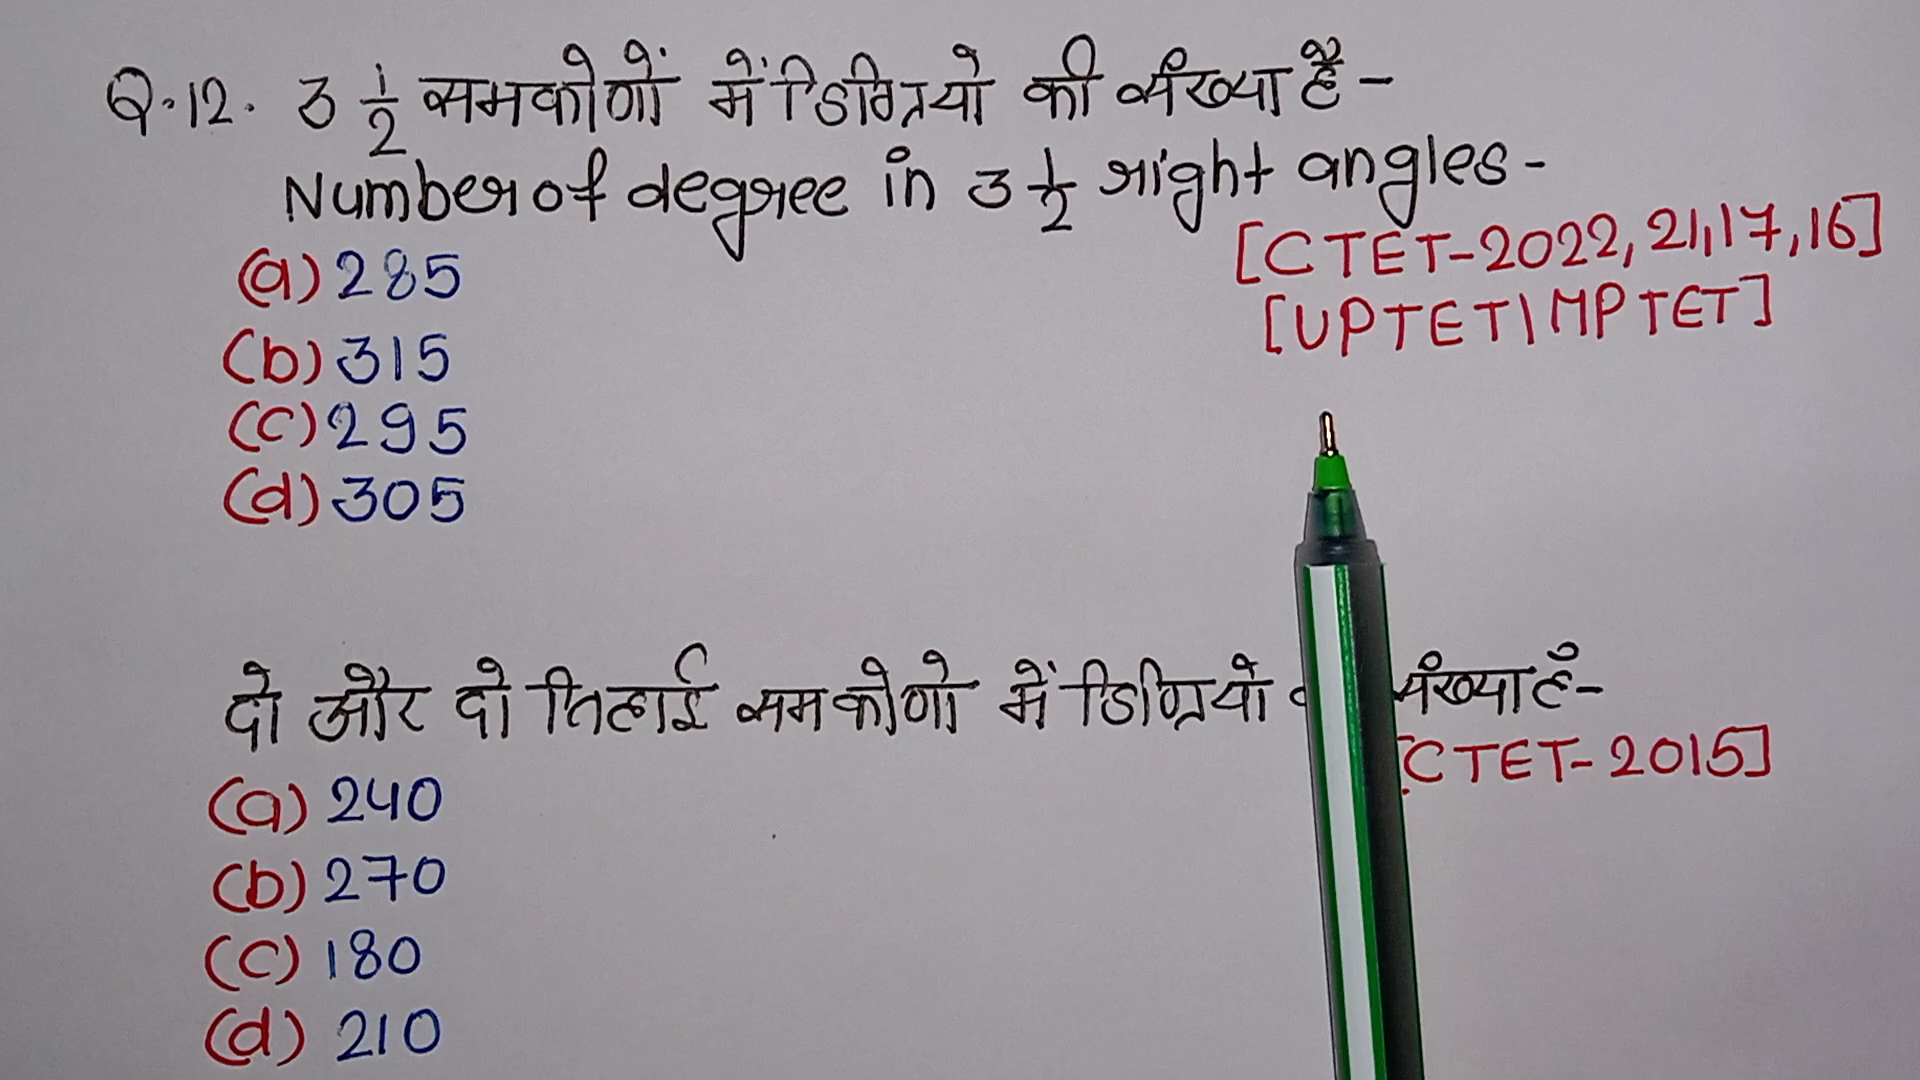 Q.12. 3 1/2 समकोणों में डिग्रियो की संख्या है -
Number of degree in 3 1/2 right angles -
[CTET-2022, 21, 17, 16]
[UPTET\MPTET]
(a) 285
(b) 315
(c) 295
(d) 305
दो और दो तिहाई समकोणो में डिग्रियो संख्या है -
[CTET-2015]
(a) 240
(b) 270
(c) 180
(d) 210